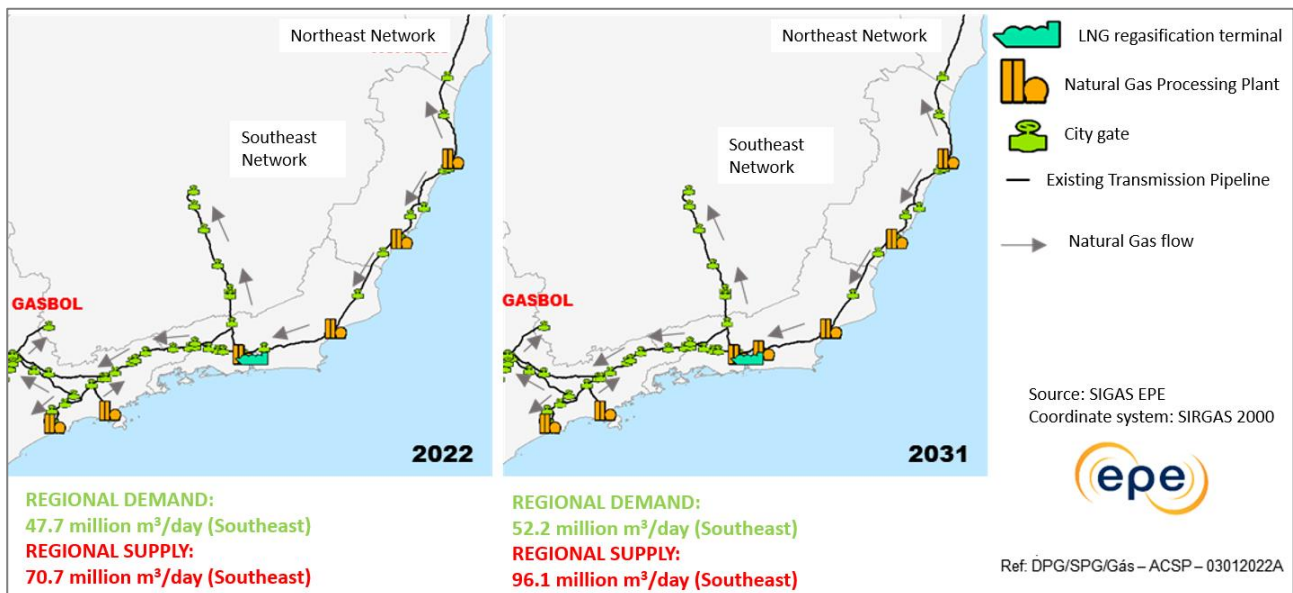 Northeast Network
Southeast
Network
GASBOL
2022
REGIONAL DEMAND:
47.7 million m³/day (Southeast)
REGIONAL SUPPLY:
70.7 million m³/day (Southeast)
Northeast Network
Southeast
Network
GASBOL
2031
REGIONAL DEMAND:
52.2 million m³/day (Southeast)
REGIONAL SUPPLY:
96.1 million m³/day (Southeast)
LNG regasification terminal
Natural Gas Processing Plant
City gate
Existing Transmission Pipeline
Natural Gas flow
Source: SIGAS EPE
Coordinate system: SIRGAS 2000
epe
Ref: DPG/SPG/Gás – ACSP – 03012022A